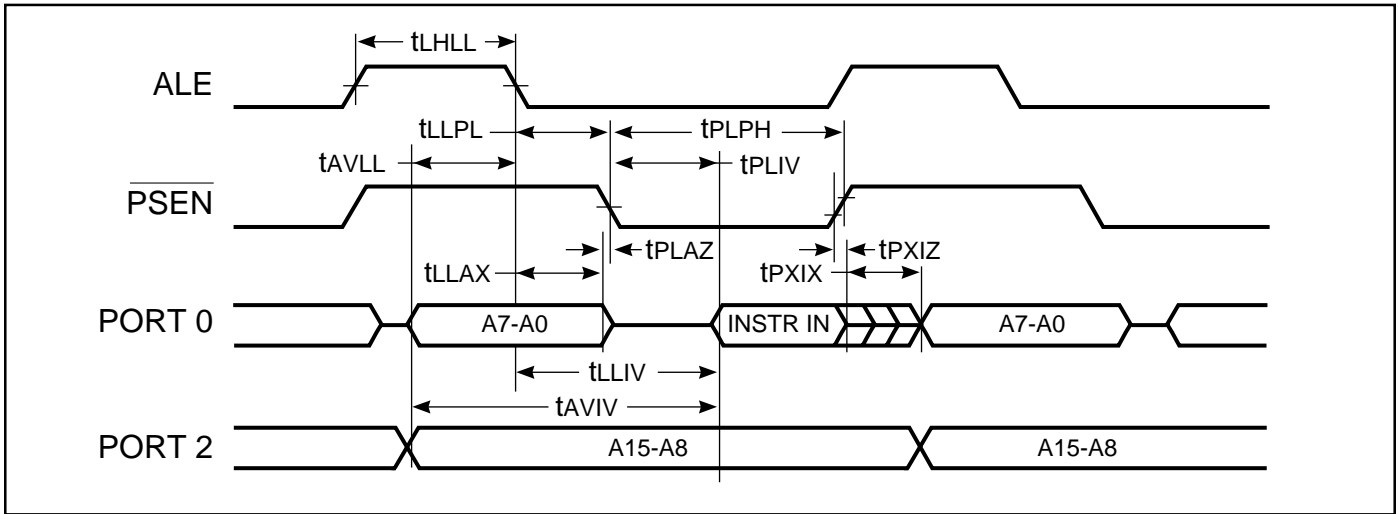 tLHLL
ALE
tLLPL
tPLPH
tAVLL
tPLIV
PSEN
tPLAZ
tPXIZ
tLLAX
tPXIX
PORT 0
A7-A0
INSTR IN
A7-A0
tLLIV
tAVIV
PORT 2
A15-A8
A15-A8